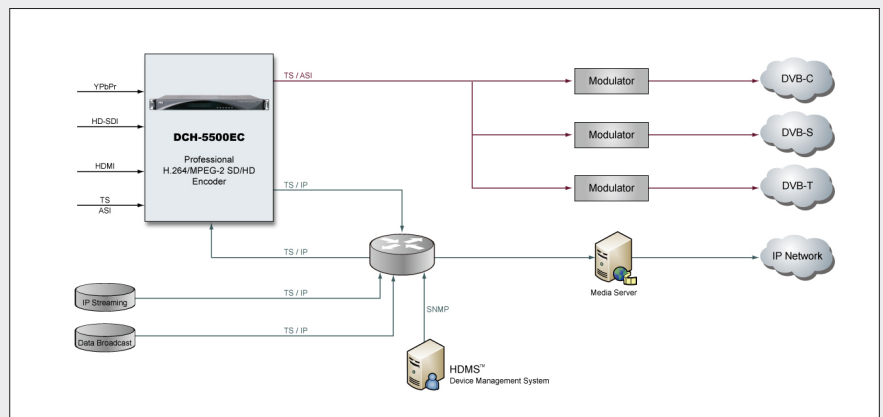 YPbPr
HD-SDI
HDMI
TS
ASI
DCH-5500EC
Professional
H.264/MPEG-2 SD/HD
Encoder
TS / ASI
Modulator
DVB-C
Modulator
DVB-S
Modulator
DVB-T
TS / IP
TS / IP
IP Network
Media Server
IP Streaming
TS / IP
SNMP
Data Broadcast
TS / IP
HDMS™
Device Management System